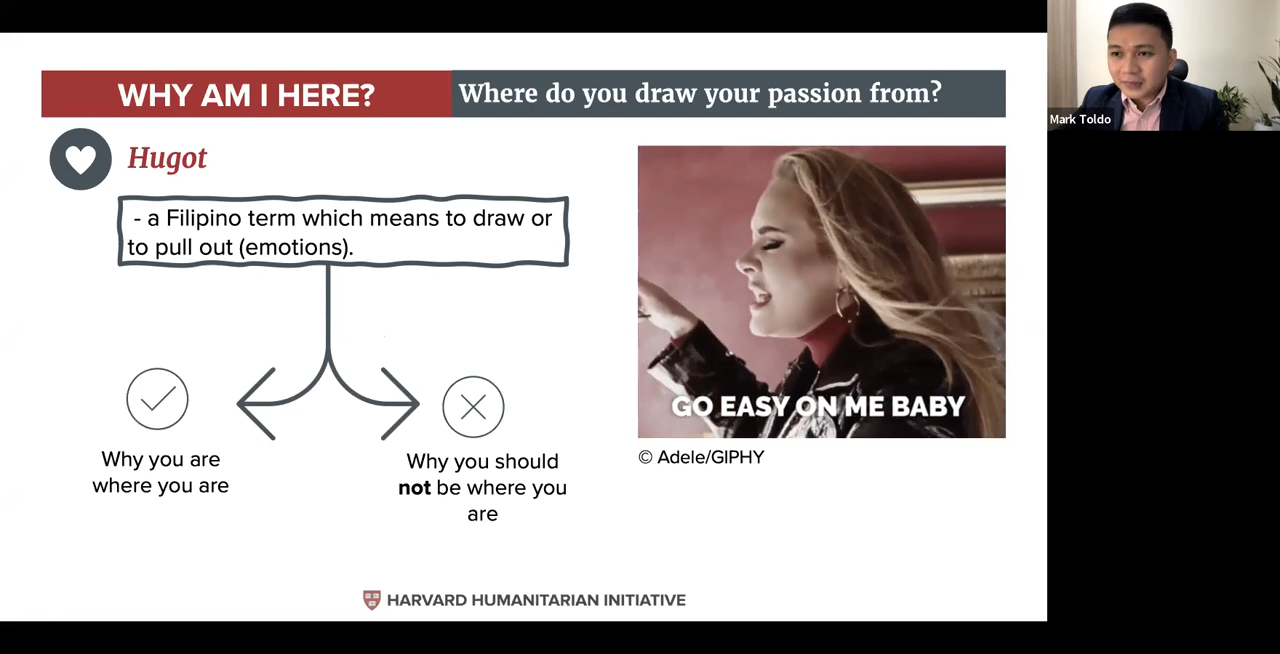 WHY AM I HERE?
Where do you draw your passion from?
Mark Toldo
Hugot
- a Filipino term which means to draw or
to pull out (emotions).
GO EASY ON ME BABY
© Adele/GIPHY
Why you are
where you are
Why you should
not be where you
are
HARVARD HUMANITARIAN INITIATIVE